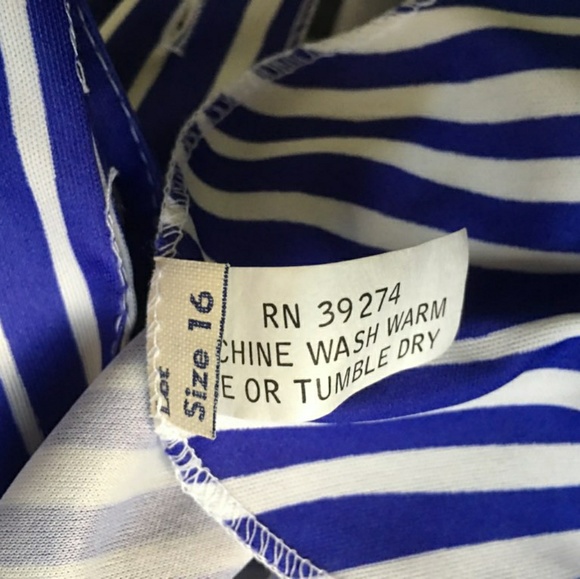 Lot
Size 16
RN 39274
CHINE WASH WARM
E OR TUMBLE DRY